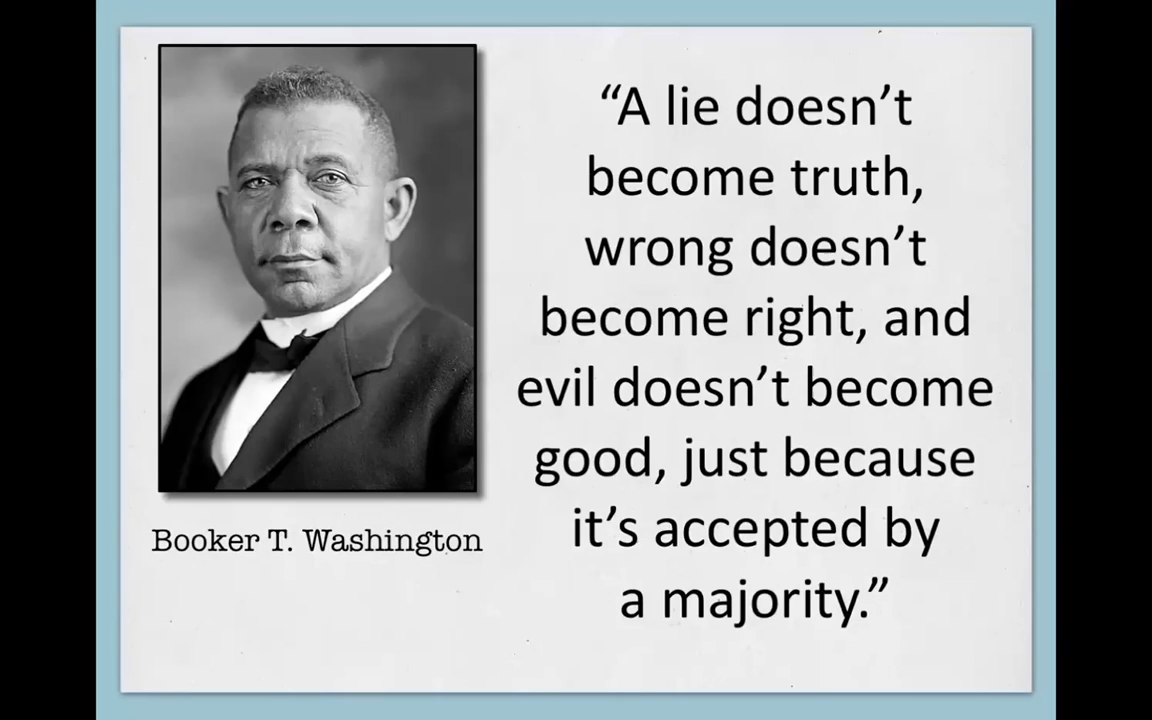 “A lie doesn’t
become truth,
wrong doesn’t
become right, and
evil doesn’t become
good, just because
it’s accepted by
a majority.”
Booker T. Washington